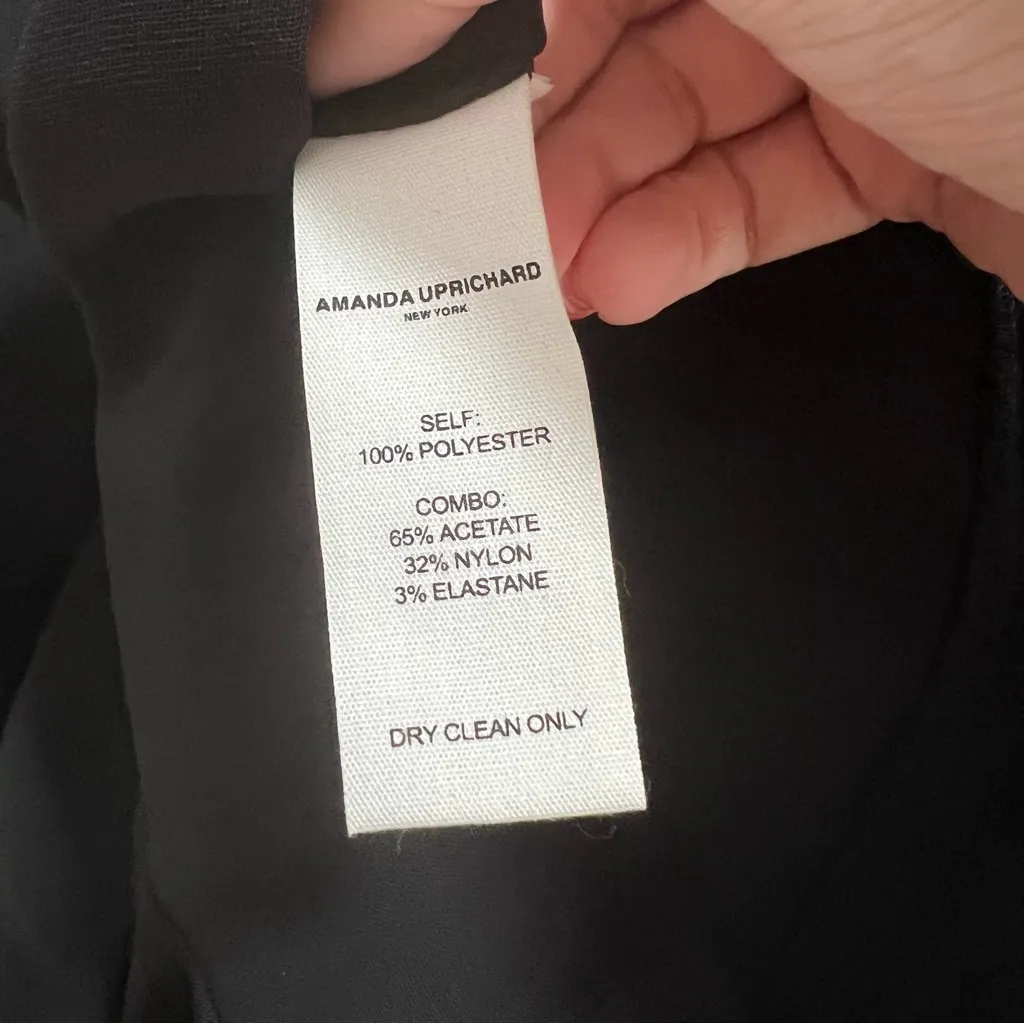 AMANDA UPRICHARD
NEW YORK
SELF:
100% POLYESTER
COMBO:
65% ACETATE
32% NYLON
3% ELASTANE
DRY CLEAN ONLY